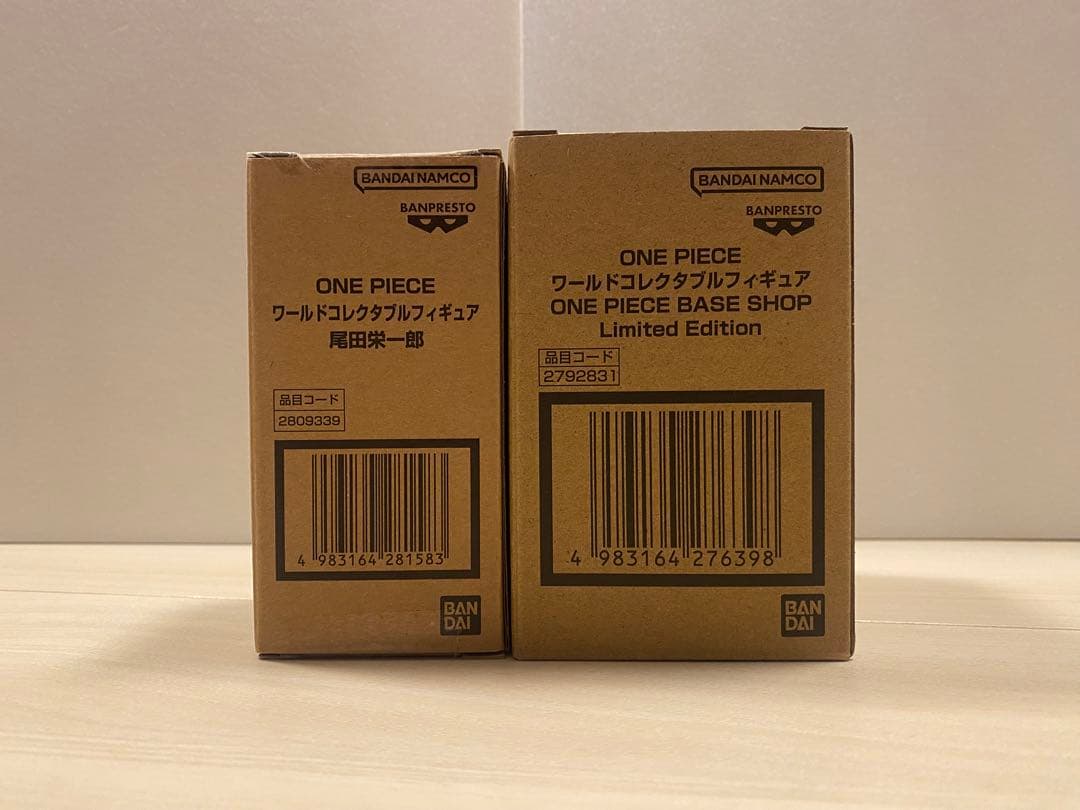 BANDAI NAMCO
BANPRESTO
ONE PIECE
ワールドコレクタブルフィギュア
尾田栄一郎
品目コード
2809339
4 983164 281583
BAN
DAI
BANDAI NAMCO
BANPRESTO
ONE PIECE
ワールドコレクタブルフィギュア
ONE PIECE BASE SHOP
Limited Edition
品目コード
2792831
4 983164 276398
BAN
DAI